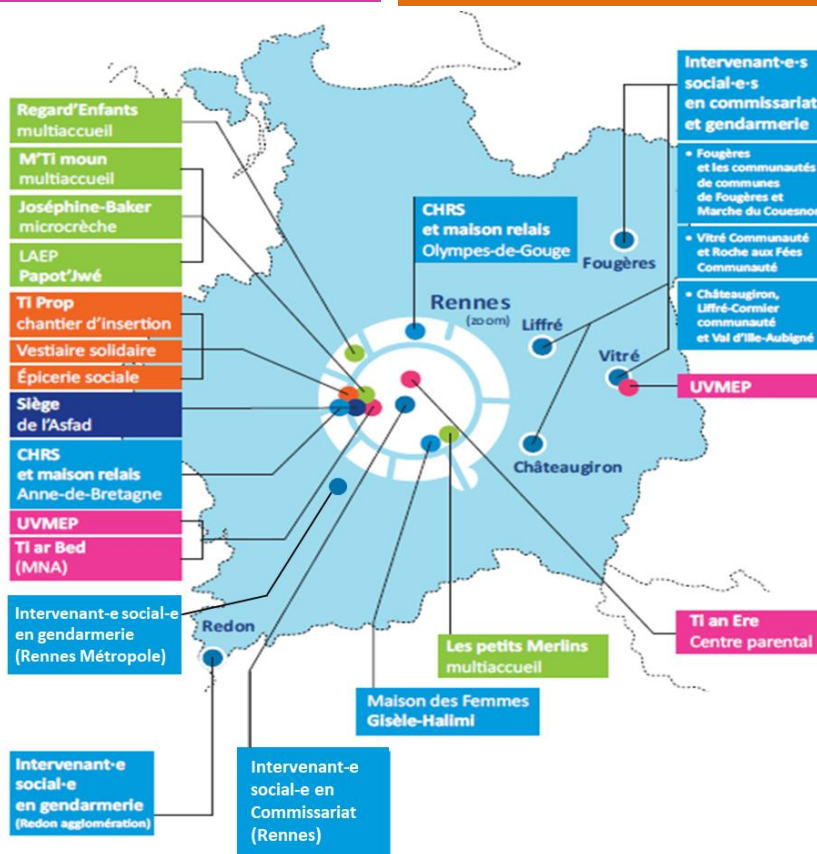 Regard'Enfants
multiaccueil
M'Ti moun
multiaccueil
Joséphine-Baker
microcrèche
LAEP
Papot'Jwé
Ti Prop
chantier d'insertion
Vestiaire solidaire
Épicerie sociale
Siège
de l'Asfad
CHRS
et maison relais
Anne-de-Bretagne
UVMEP
Ti ar Bed
(MNA)
Intervenant-e social-e
en gendarmerie
(Rennes Métropole)
Redon
Intervenant·e
social·e
en gendarmerie
(Redon agglomération)
Intervenant-e
social-e en
Commissariat
(Rennes)
Maison des Femmes
Gisèle-Halimi
Les petits Merlins
multiaccueil
CHRS
et maison relais
Olympes-de-Gouge
Rennes
(zoom)
Liffré
Fougères
Vitré
Châteaugiron
Intervenant·e·s
social·e·s
en commissariat
et gendarmerie
• Fougères
et les communautés
de communes
de Fougères et
Marche du Couesnon
• Vitré Communauté
et Roche aux Fées
Communauté
• Châteaugiron,
Liffré-Cormier
communauté
et Val d'Ille-Aubigné
UVMEP
Ti an Ere
Centre parental